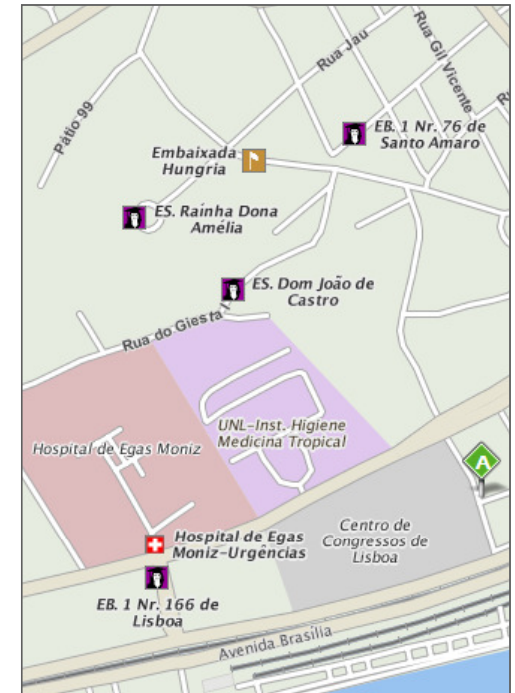 Rua Jau
Rua Gil Vicente
Pátio 99
EB. 1 Nr. 76 de
Santo Amaro
Embaixada
Hungria
ES. Rainha Dona
Amélia
ES. Dom João de
Castro
Rua do Giestal
UNL-Inst. Higiene
Medicina Tropical
Hospital de Egas Moniz
A
Centro de
Congressos de
Lisboa
Hospital de Egas
Moniz-Urgências
EB. 1 Nr. 166 de
Lisboa
Avenida Brasília